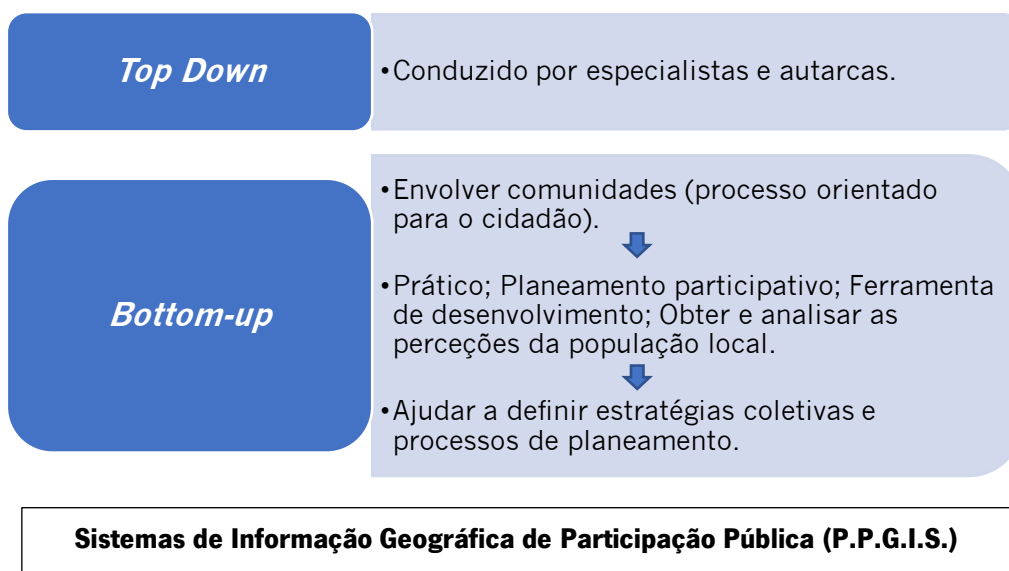 Top Down
•Conduzido por especialistas e autarcas.
Bottom-up
•Envolver comunidades (processo orientado
para o cidadão).
•Prático; Planeamento participativo; Ferramenta
de desenvolvimento; Obter e analisar as
perceções da população local.
•Ajudar a definir estratégias coletivas e
processos de planeamento.
Sistemas de Informação Geográfica de Participação Pública (P.P.G.I.S.)